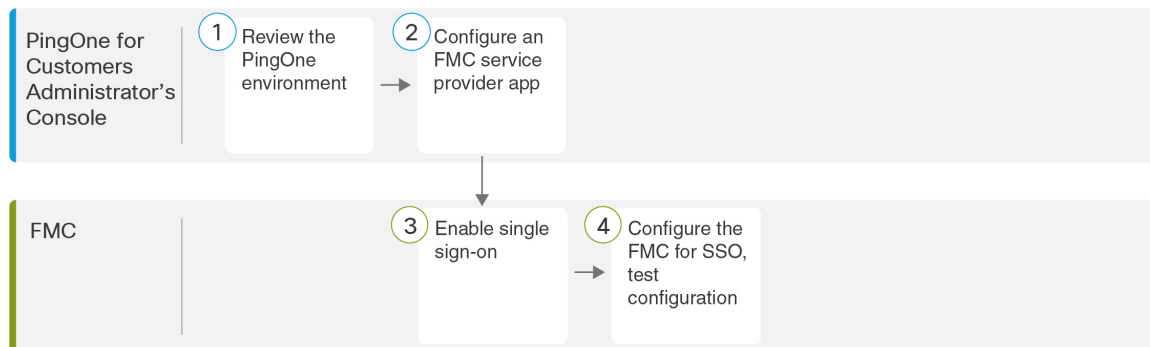 PingOne for
Customers
Administrator's
Console
1
Review the
PingOne
environment
2
Configure an
FMC service
provider app
FMC
3
Enable single
sign-on
4
Configure the
FMC for SSO,
test
configuration